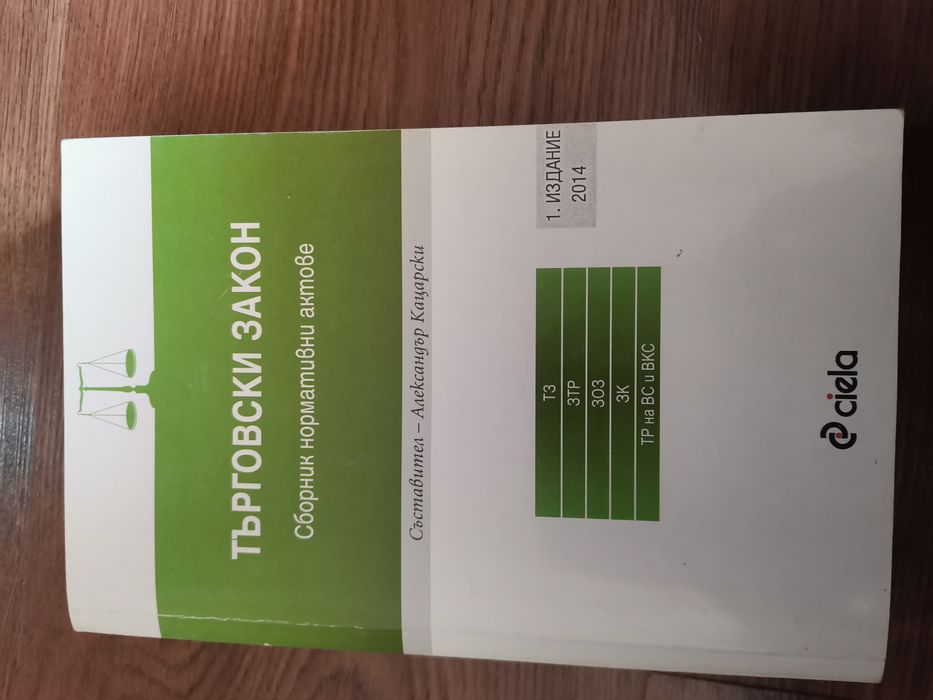 ТЪРГОВСКИ ЗАКОН
Сборник нормативни актове
Съставител – Александър Кацарски
1. ИЗДАНИЕ
2014
ТЗ
ЗТР
ЗОЗ
ЗК
ТР на ВС и ВКС
ciela